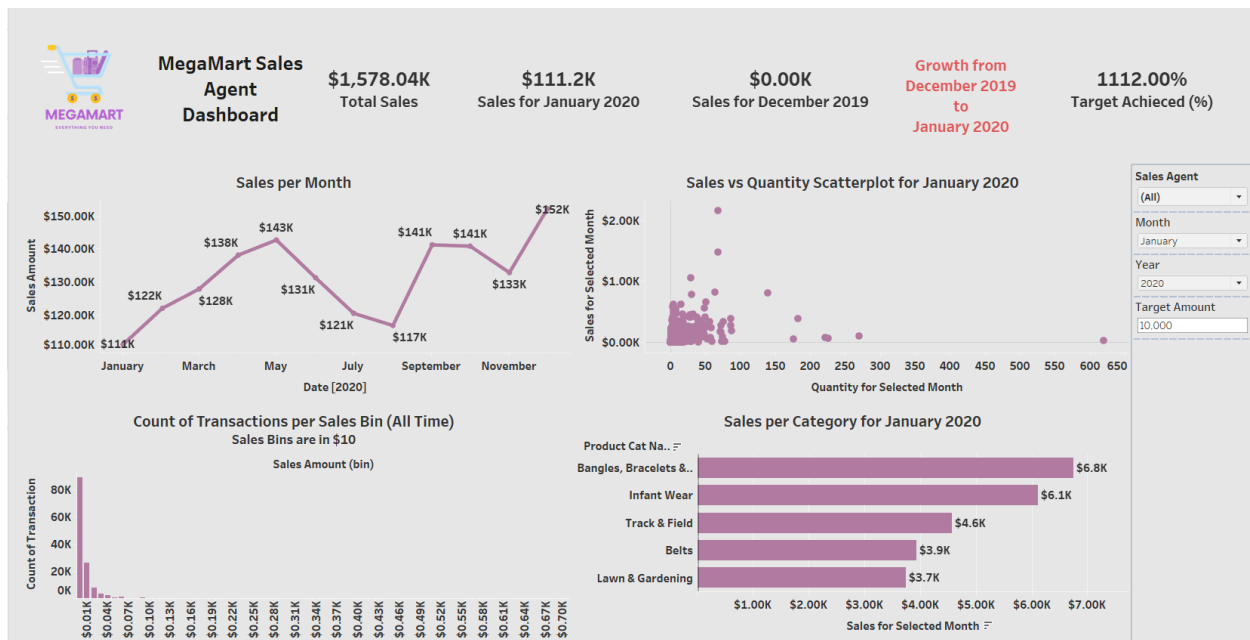 MEGAMART
EVERYTHING YOU NEED
MegaMart Sales
Agent
Dashboard
$1,578.04K
Total Sales
$111.2K
Sales for January 2020
$0.00K
Sales for December 2019
Growth from
December 2019
to
January 2020
1112.00%
Target Achieced (%)
Sales per Month
Sales Amount
$150.00K
$140.00K
$130.00K
$120.00K
$110.00K
$111K
$122K
$128K
$138K
$143K
$131K
$121K
$117K
$141K
$141K
$133K
$152K
January
March
May
July
September
November
Date [2020]
Sales vs Quantity Scatterplot for January 2020
Sales for Selected Month
$2.00K
$1.00K
$0.00K
0 50 100 150 200 250 300 350 400 450 500 550 600 650
Quantity for Selected Month
Sales Agent
(All)
Month
January
Year
2020
Target Amount
10,000
Count of Transactions per Sales Bin (All Time)
Sales Bins are in $10
Sales Amount (bin)
Count of Transaction
80K
60K
40K
20K
0K
$0.01K
$0.04K
$0.07K
$0.10K
$0.13K
$0.16K
$0.19K
$0.22K
$0.25K
$0.28K
$0.31K
$0.34K
$0.37K
$0.40K
$0.43K
$0.46K
$0.49K
$0.52K
$0.55K
$0.58K
$0.61K
$0.64K
$0.67K
$0.70K
Sales per Category for January 2020
Product Cat Na..
Bangles, Bracelets &..
$6.8K
Infant Wear
$6.1K
Track & Field
$4.6K
Belts
$3.9K
Lawn & Gardening
$3.7K
$1.00K $2.00K $3.00K $4.00K $5.00K $6.00K $7.00K
Sales for Selected Month